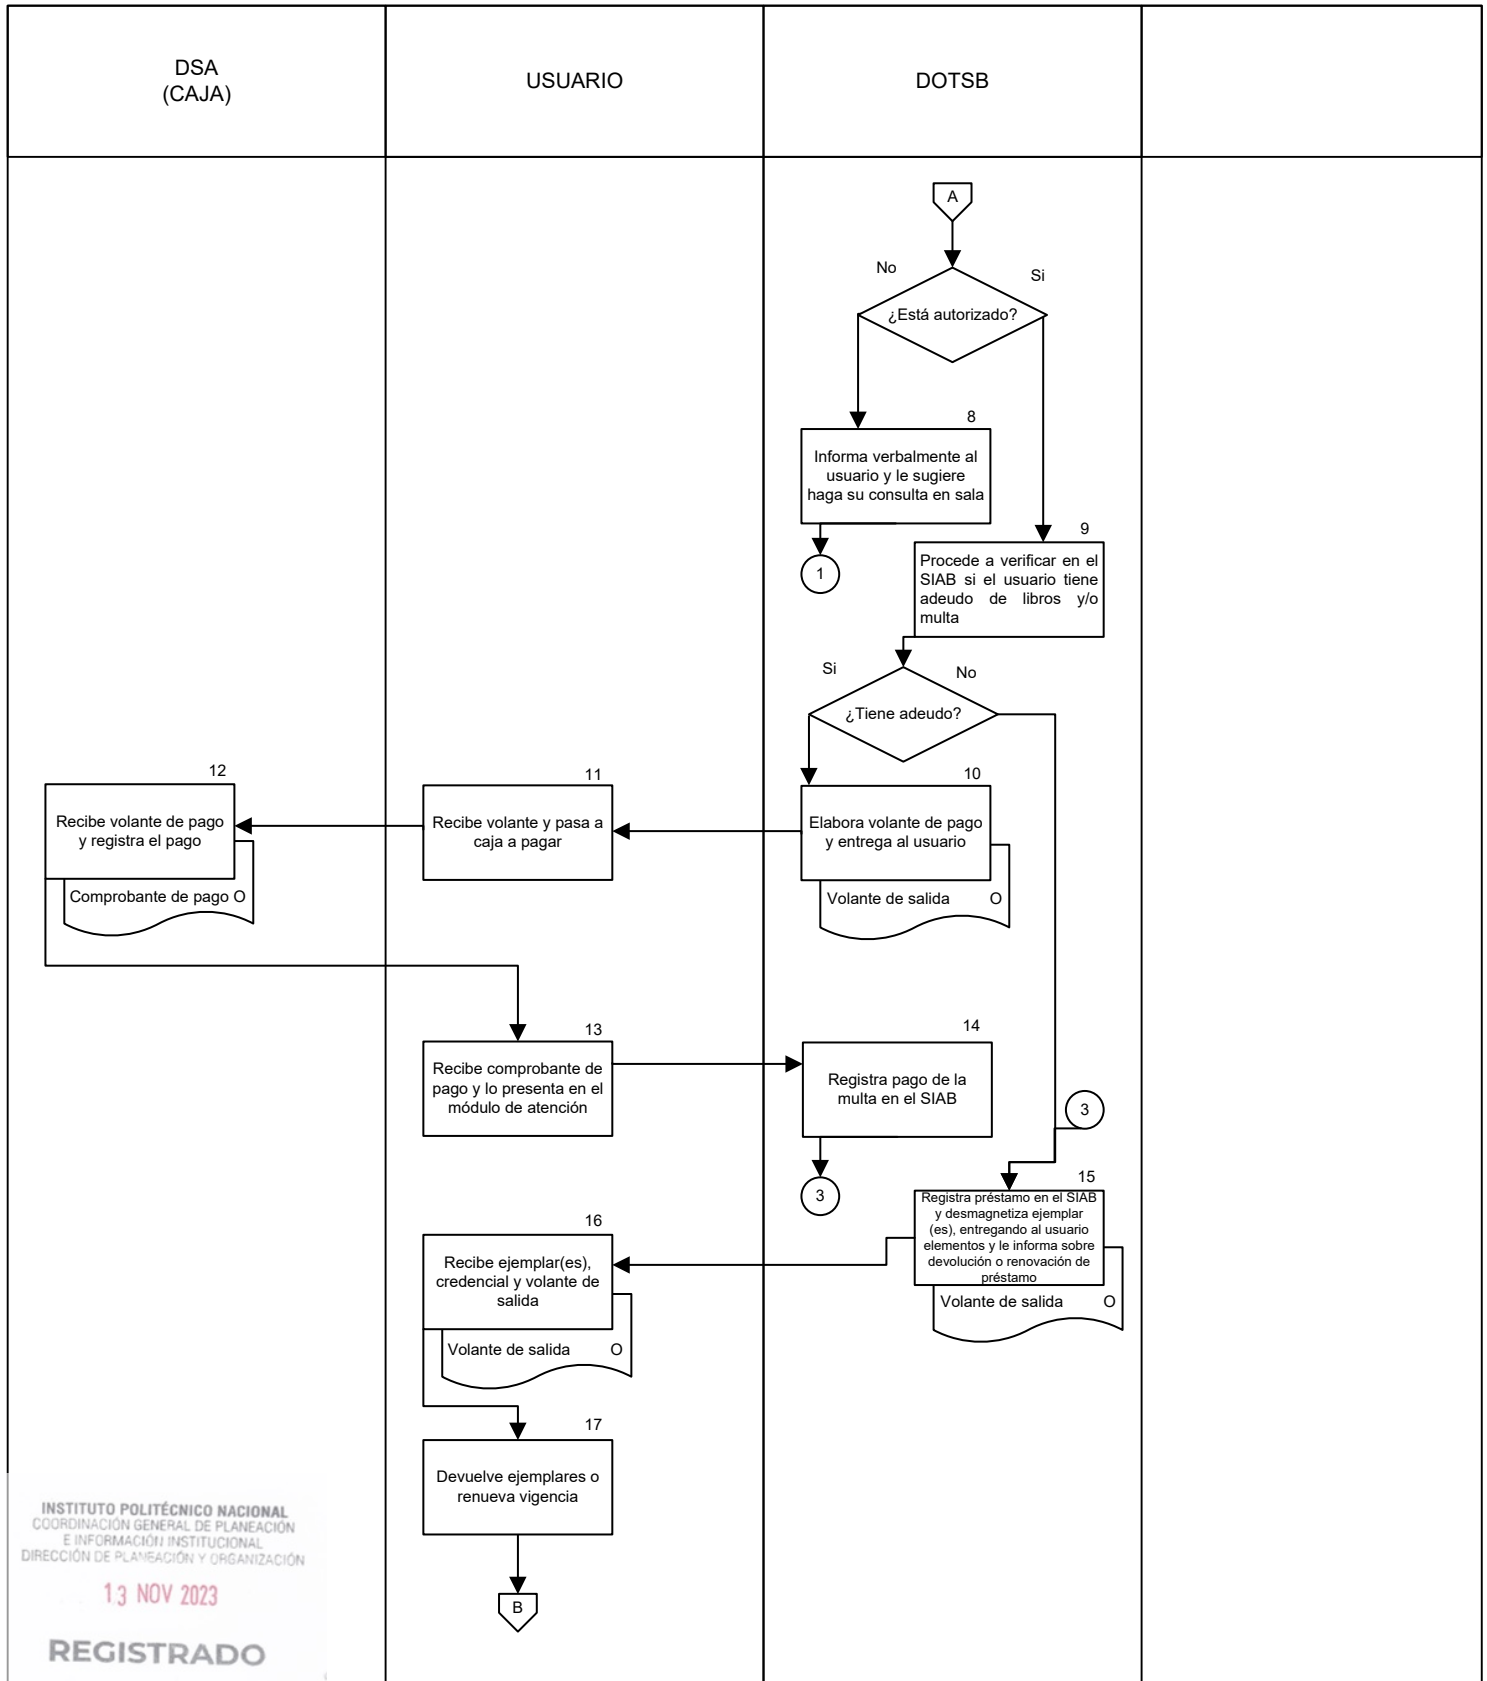 DSA
(CAJA)
USUARIO
DOTSB
A
No
Si
¿Está autorizado?
8
Informa verbalmente al
usuario y le sugiere
haga su consulta en sala
1
9
Procede a verificar en el
SIAB si el usuario tiene
adeudo de libros y/o
multa
Si
No
¿Tiene adeudo?
12
Recibe volante de pago
y registra el pago
Comprobante de pago O
11
Recibe volante y pasa a
caja a pagar
10
Elabora volante de pago
y entrega al usuario
Volante de salida O
13
Recibe comprobante de
pago y lo presenta en el
módulo de atención
14
Registra pago de la
multa en el SIAB
3
3
15
Registra préstamo en el SIAB
y desmagnetiza ejemplar
(es), entregando al usuario
elementos y le informa sobre
devolución o renovación de
préstamo
Volante de salida O
16
Recibe ejemplar(es),
credencial y volante de
salida
Volante de salida O
17
Devuelve ejemplares o
renueva vigencia
B
INSTITUTO POLITÉCNICO NACIONAL
COORDINACIÓN GENERAL DE PLANEACIÓN
E INFORMACIÓN INSTITUCIONAL
DIRECCIÓN DE PLANEACIÓN Y ORGANIZACIÓN
13 NOV 2023
REGISTRADO